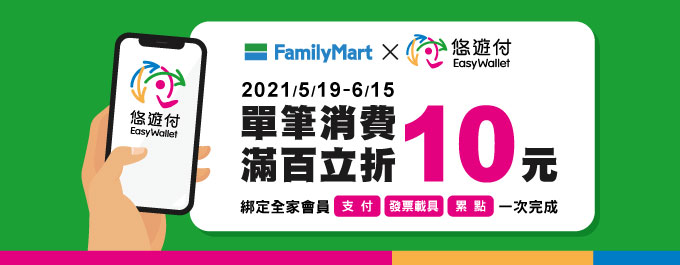 悠遊付
EasyWallet
FamilyMart × 悠遊付
EasyWallet
2021/5/19-6/15
單筆消費
滿百立折10元
綁定全家會員 支付 發票載具 累點 一次完成